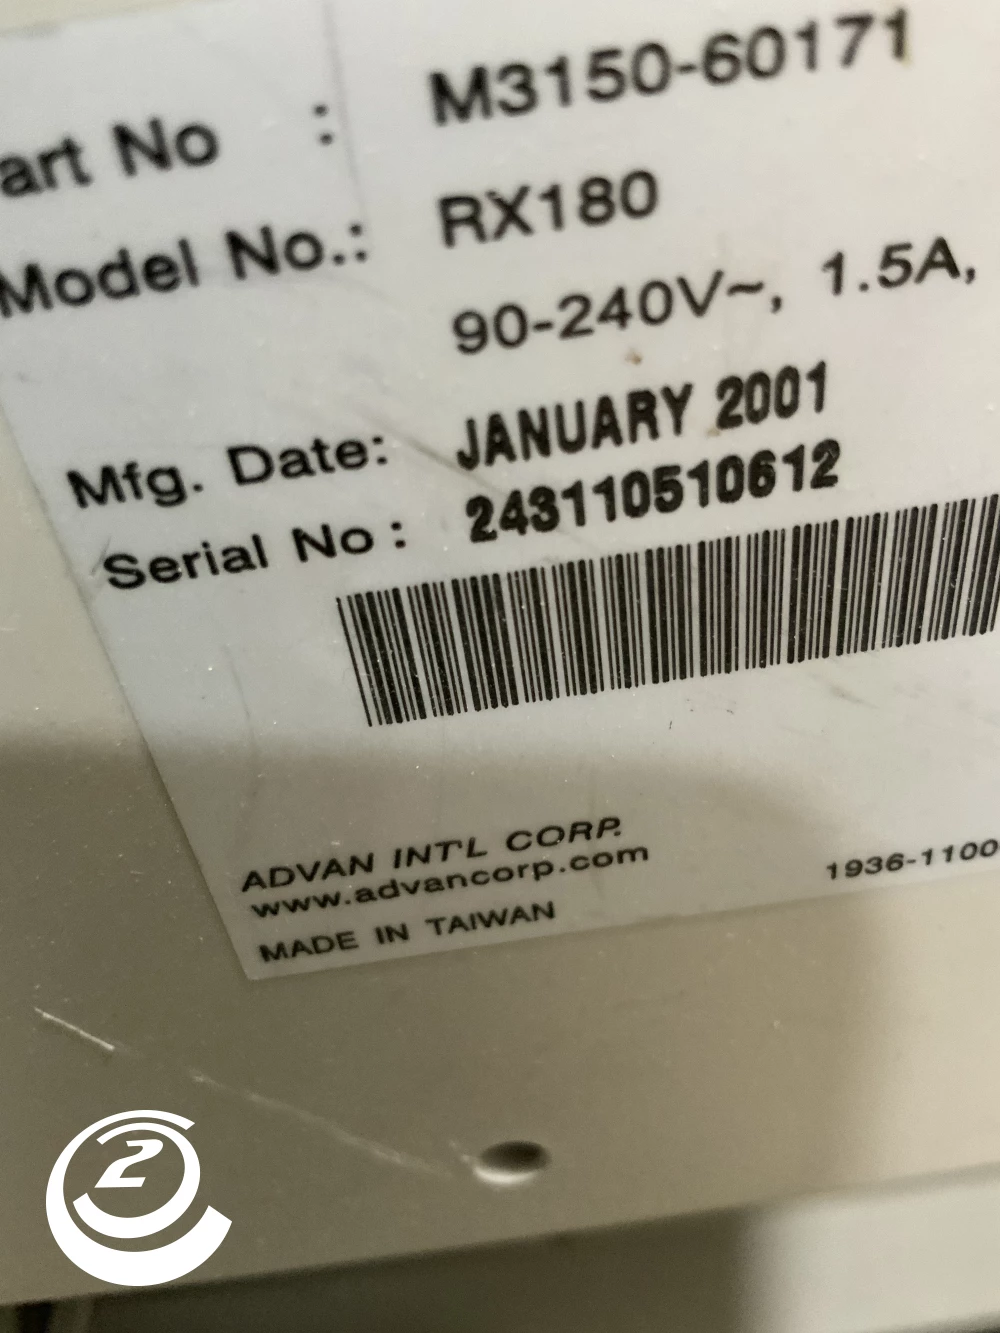 art No : M3150-60171
Model No.: RX180
90-240V~, 1.5A,
Mfg. Date: JANUARY 2001
Serial No : 243110510612
ADVAN INT'L CORP.
www.advancorp.com
1936-1100
MADE IN TAIWAN
2